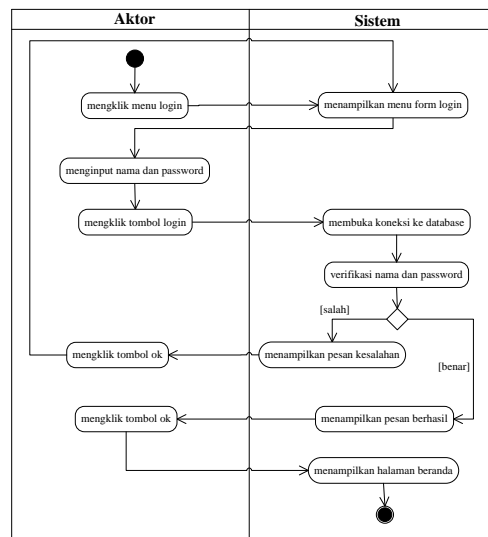 Aktor
Sistem
mengklik menu login
menampilkan menu form login
menginput nama dan password
mengklik tombol login
membuka koneksi ke database
verifikasi nama dan password
[salah]
[benar]
mengklik tombol ok
menampilkan pesan kesalahan
mengklik tombol ok
menampilkan pesan berhasil
menampilkan halaman beranda